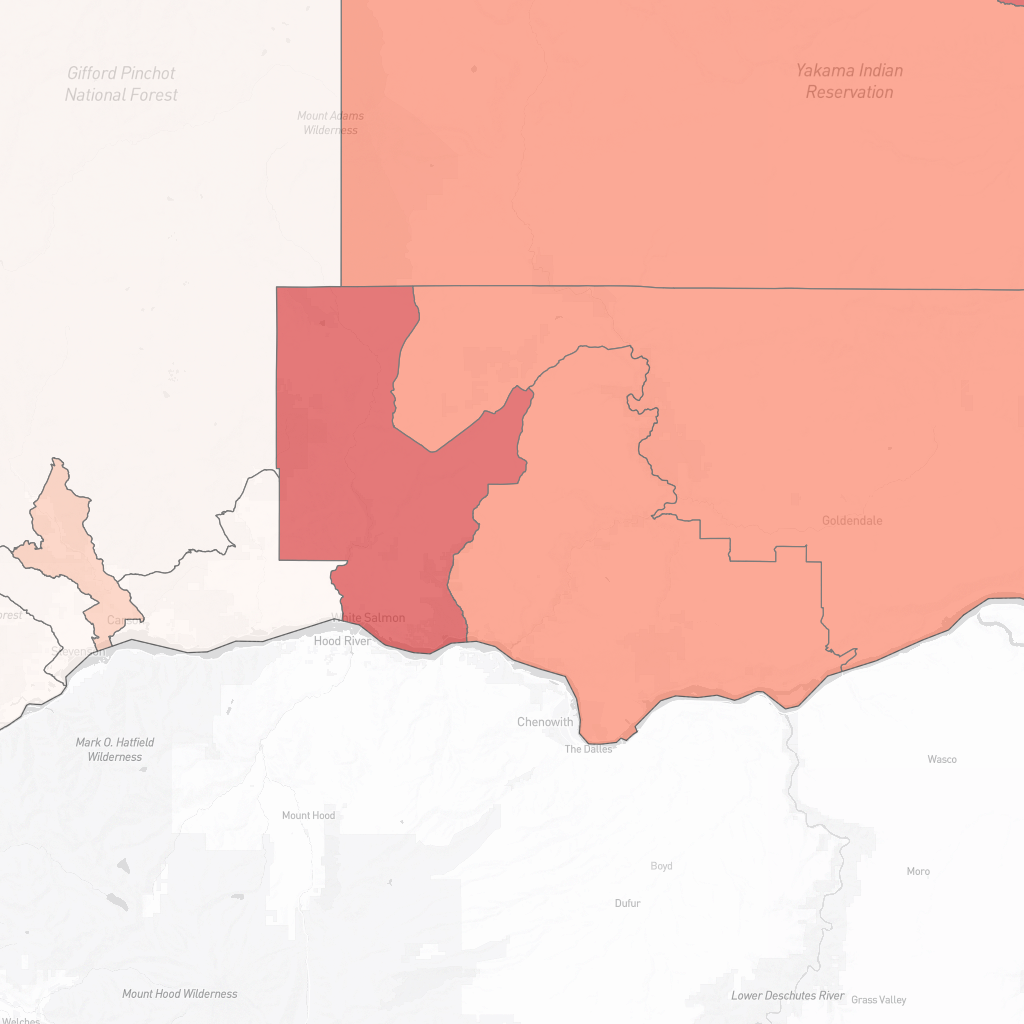 Gifford Pinchot
National Forest
Yakama Indian
Reservation
Mount Adams
Wilderness
Goldendale
orest
Carson
White Salmon
Hood River
Stevenson
Chenowith
The Dalles
Mark O. Hatfield
Wilderness
Wasco
Mount Hood
Boyd
Moro
Dufur
Mount Hood Wilderness
Lower Deschutes River
Grass Valley
Welches